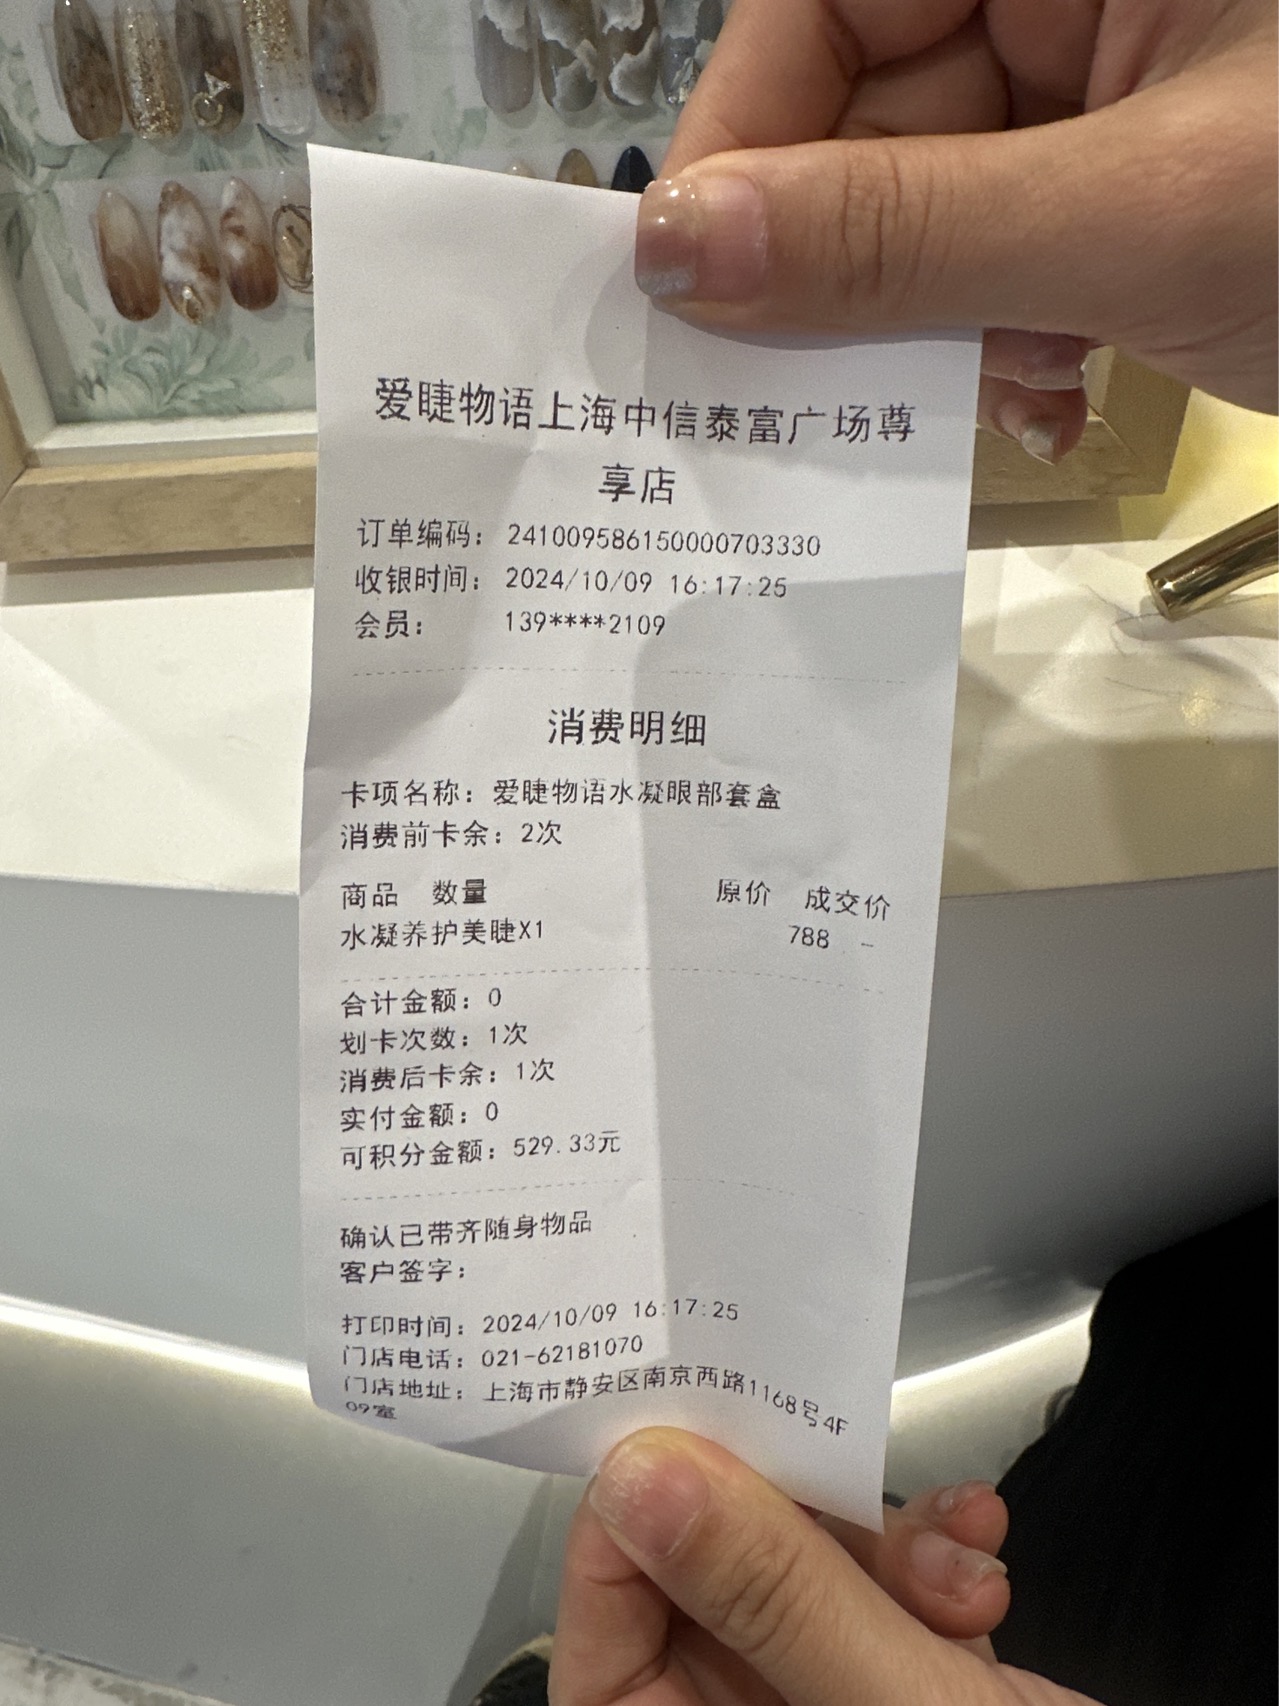 爱睫物语上海中信泰富广场尊
享店
订单编码: 241009586150000703330
收银时间: 2024/10/09 16:17:25
会员: 139****2109
消费明细
卡项名称: 爱睫物语水凝眼部套盒
消费前卡余: 2次
商品 数量 原价 成交价
水凝养护美睫X1 788 -
合计金额: 0
划卡次数: 1次
消费后卡余: 1次
实付金额: 0
可积分金额: 529.33元
确认已带齐随身物品
客户签字:
打印时间: 2024/10/09 16:17:25
门店电话: 021-62181070
门店地址: 上海市静安区南京西路1168号4F
09室